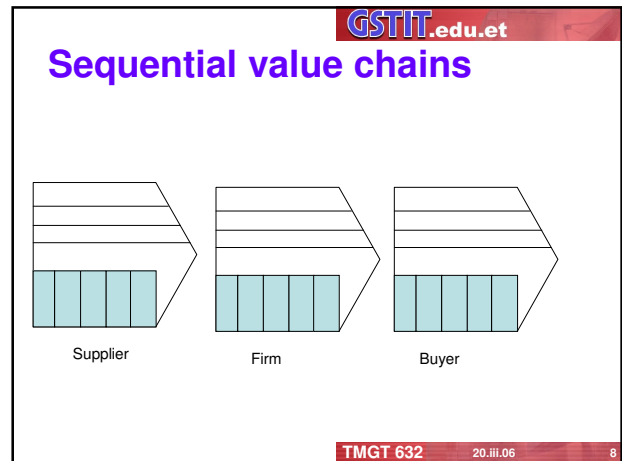 GSTIT.edu.et
Sequential value chains
Supplier
Firm
Buyer
TMGT 632 20.iii.06 8